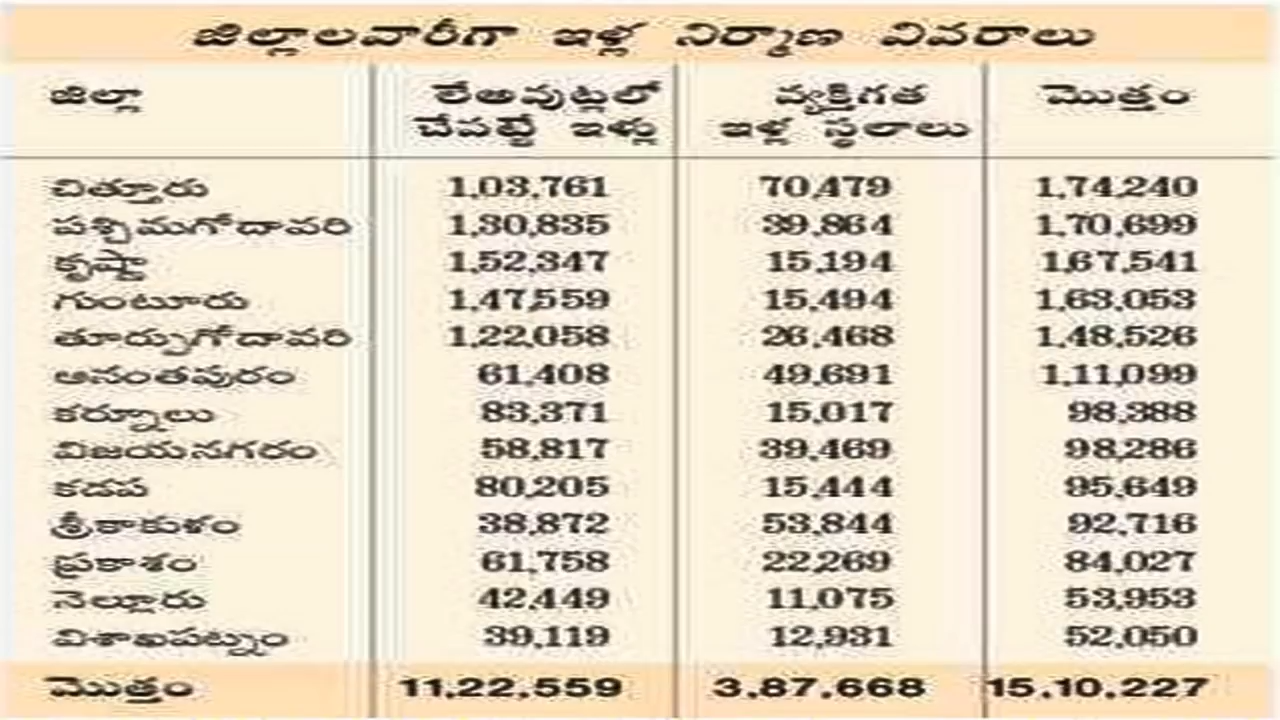 జిల్లాలవారీగా ఇళ్ల నిర్మాణ వివరాలు
జిల్లా లేఅవుట్లలో చేపట్టే ఇళ్లు వ్యక్తిగత ఇళ్ల స్థలాలు మొత్తం
చిత్తూరు 1,03,761 70,479 1,74,240
పశ్చిమగోదావరి 1,30,835 39,864 1,70,699
కృష్ణా 1,52,347 15,194 1,67,541
గుంటూరు 1,47,559 15,494 1,63,053
తూర్పుగోదావరి 1,22,058 26,468 1,48,526
అనంతపురం 61,408 49,691 1,11,099
కర్నూలు 83,371 15,017 98,388
విజయనగరం 58,817 39,469 98,286
కడప 80,205 15,444 95,649
శ్రీకాకుళం 38,872 53,844 92,716
ప్రకాశం 61,758 22,269 84,027
నెల్లూరు 42,449 11,075 53,953
విశాఖపట్నం 39,119 12,931 52,050
మొత్తం 11,22,559 3,87,668 15,10,227